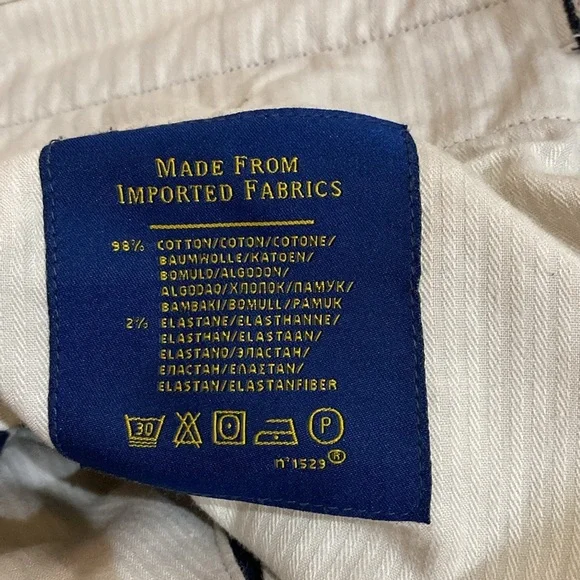 MADE FROM
IMPORTED FABRICS
98% COTTON/COTON/COTONE/
BAUMWOLLE/KATOEN/
BOMULD/ALGODON/
ALGODAO/ХЛОПОК/ПАМУК/
BAMBAKI/BOMULL/PAMUK
2% ELASTANE/ELASTHANNE/
ELASTHAN/ELASTAAN/
ELASTANO/ЭЛАСТАН/
ЕЛАСТАН/ΕΛΑΣΤΑΝ/
ELASTAN/ELASTANFIBER
30 P
n°1529®